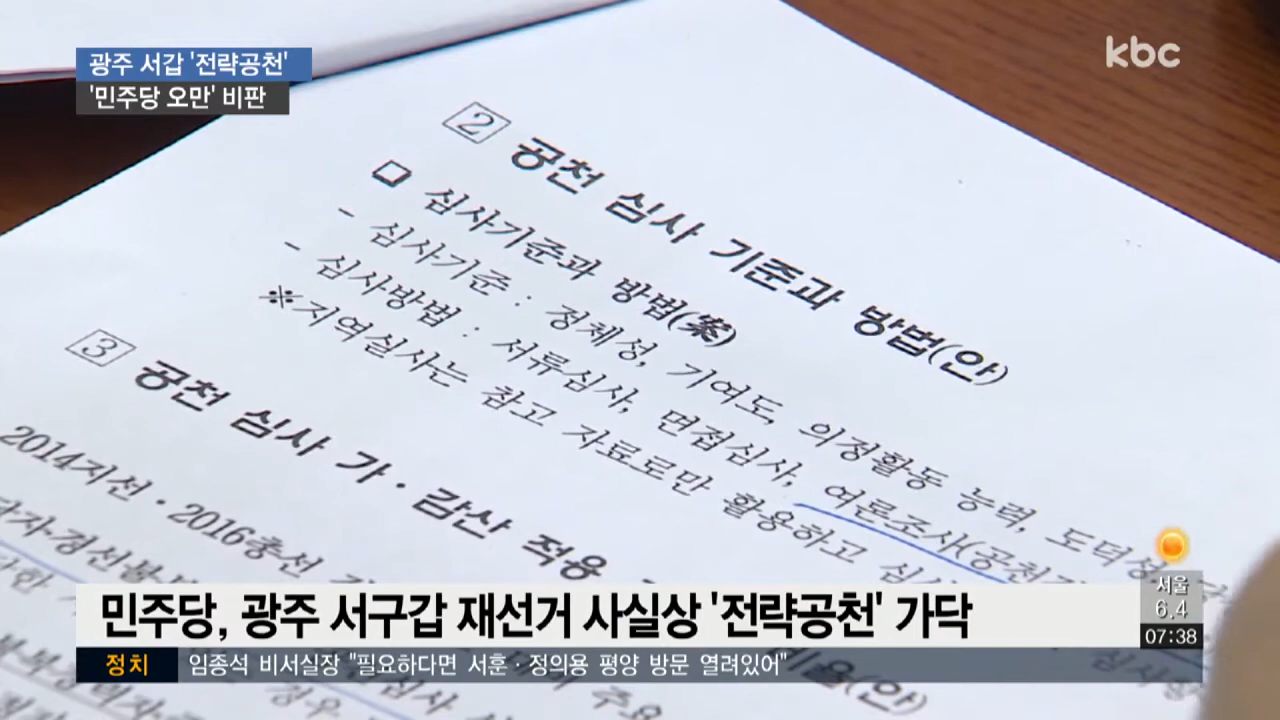 광주 서갑 '전략공천'
'민주당 오만' 비판
kbc
2 공천 심사 기준과 방법(안)
❏ 심사기준과 방법(案)
- 심사기준 : 정체성, 기여도, 의정활동 능력, 도덕성,
- 심사방법 : 서류심사, 면접심사, 여론조사(공천
※지역실사는 참고 자료로만 활용하고 심사
3 공천 심사 가·감산 적용
2014지선·2016총선
민주당, 광주 서구갑 재선거 사실상 '전략공천' 가닥
서울
6.4
07:38
정치 임종석 비서실장 "필요하다면 서훈·정의용 평양 방문 열려있어"